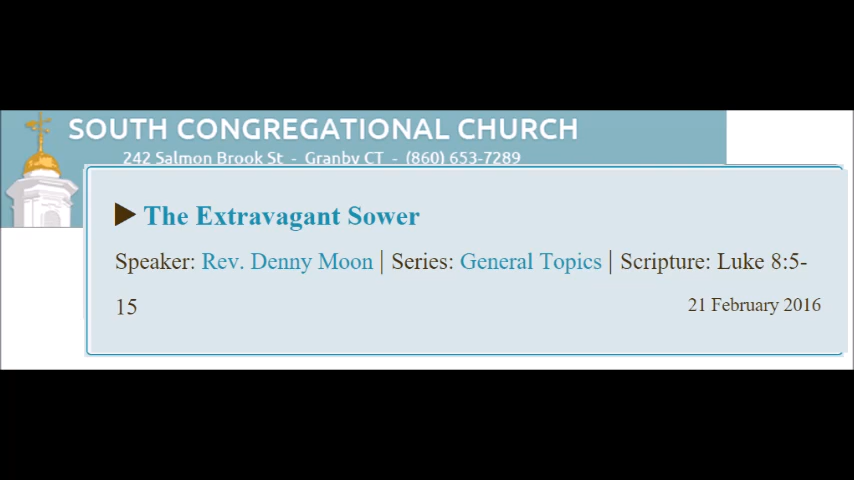 SOUTH CONGREGATIONAL CHURCH
242 Salmon Brook St - Granby CT - (860) 653-7289
The Extravagant Sower
Speaker: Rev. Denny Moon | Series: General Topics | Scripture: Luke 8:5-
15
21 February 2016